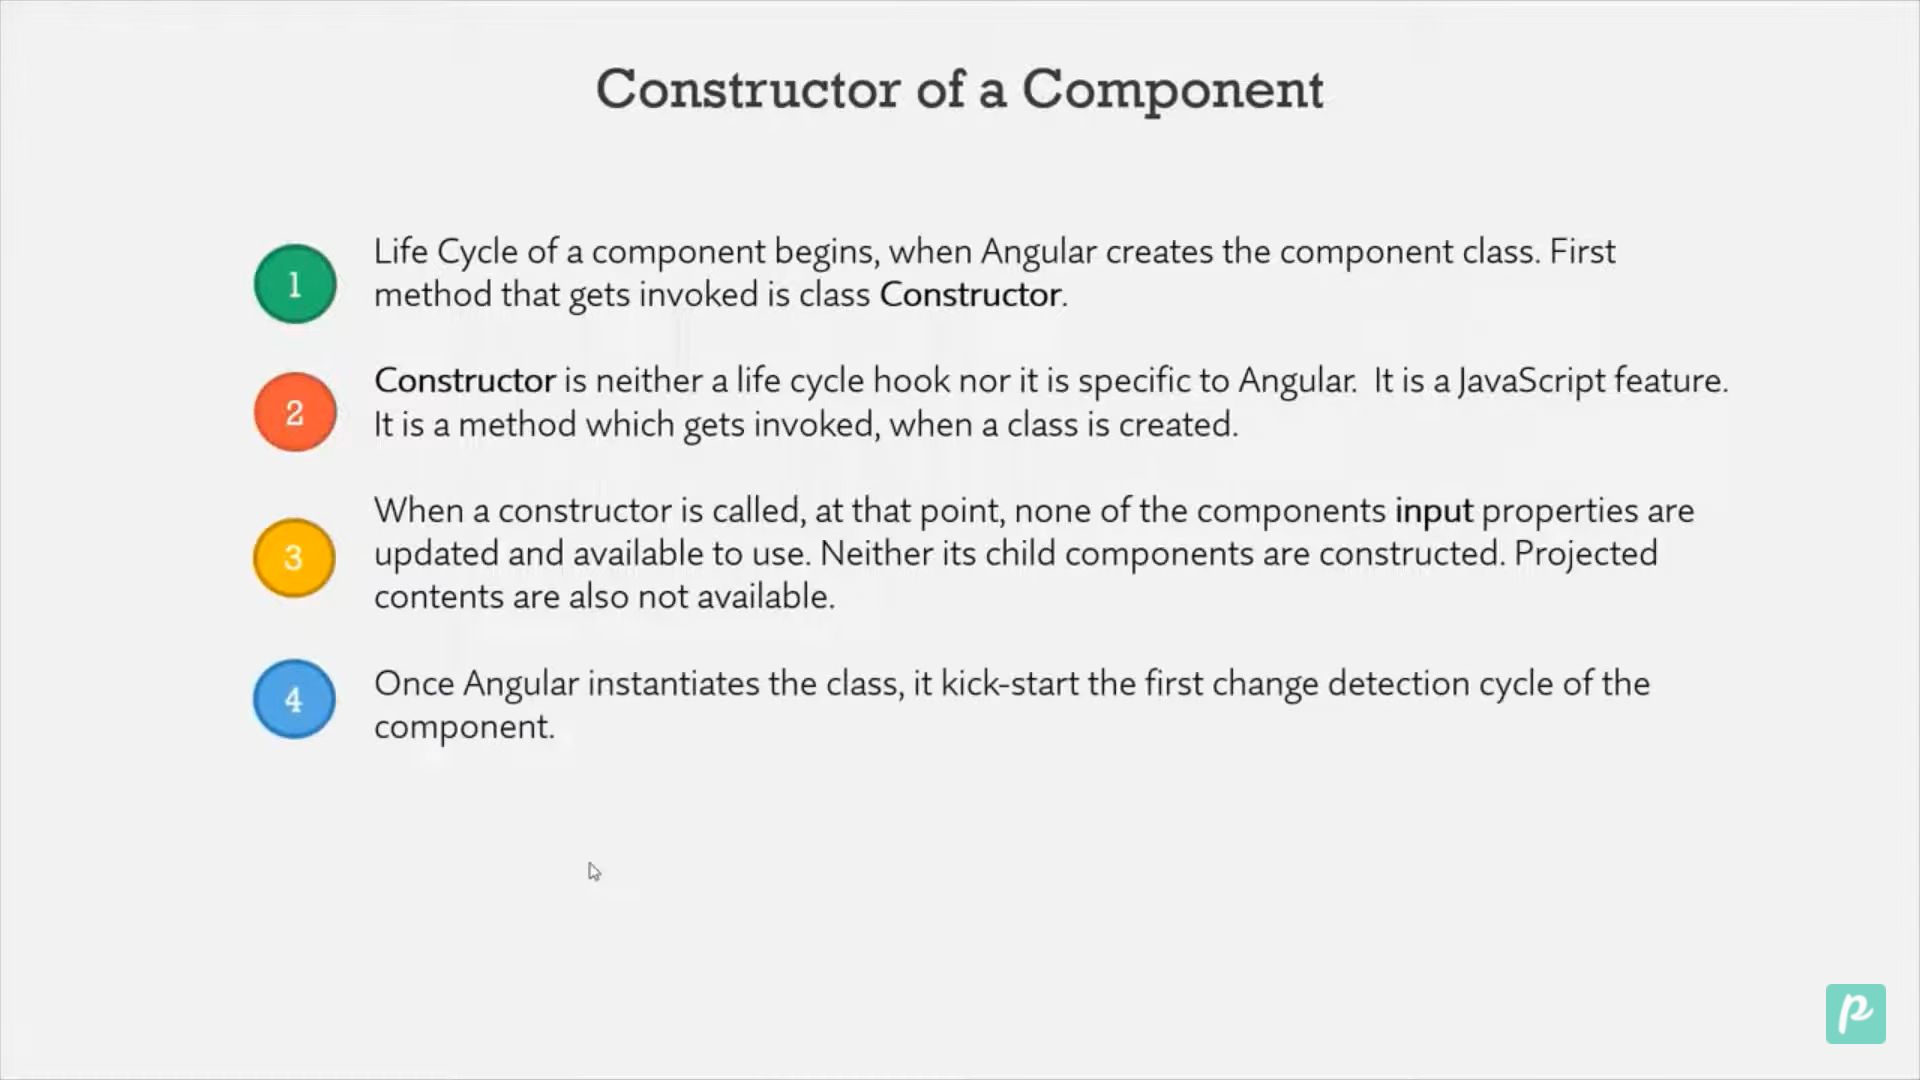 Constructor of a Component
1
Life Cycle of a component begins, when Angular creates the component class. First
method that gets invoked is class Constructor.
2
Constructor is neither a life cycle hook nor it is specific to Angular. It is a JavaScript feature.
It is a method which gets invoked, when a class is created.
3
When a constructor is called, at that point, none of the components input properties are
updated and available to use. Neither its child components are constructed. Projected
contents are also not available.
4
Once Angular instantiates the class, it kick-start the first change detection cycle of the
component.
p